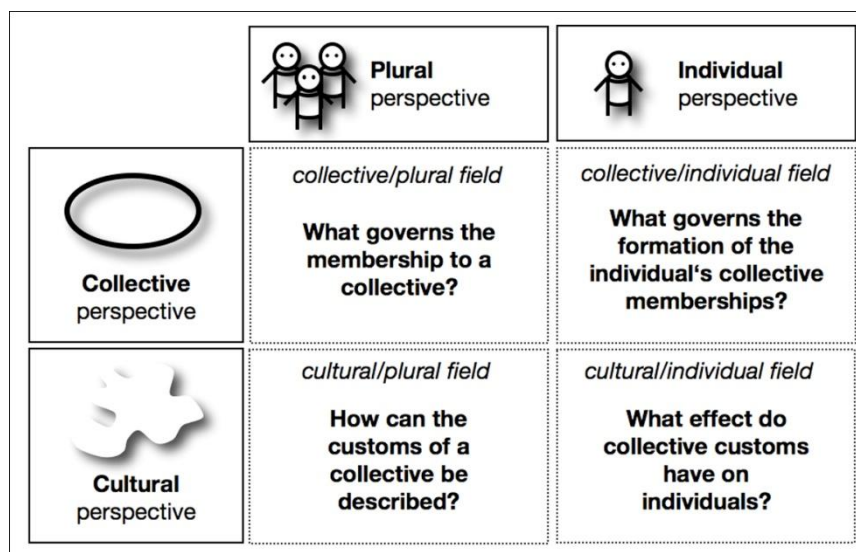 Plural
perspective
Individual
perspective
Collective
perspective
collective/plural field
What governs the
membership to a
collective?
collective/individual field
What governs the
formation of the
individual‘s collective
memberships?
Cultural
perspective
cultural/plural field
How can the
customs of a
collective be
described?
cultural/individual field
What effect do
collective customs
have on
individuals?